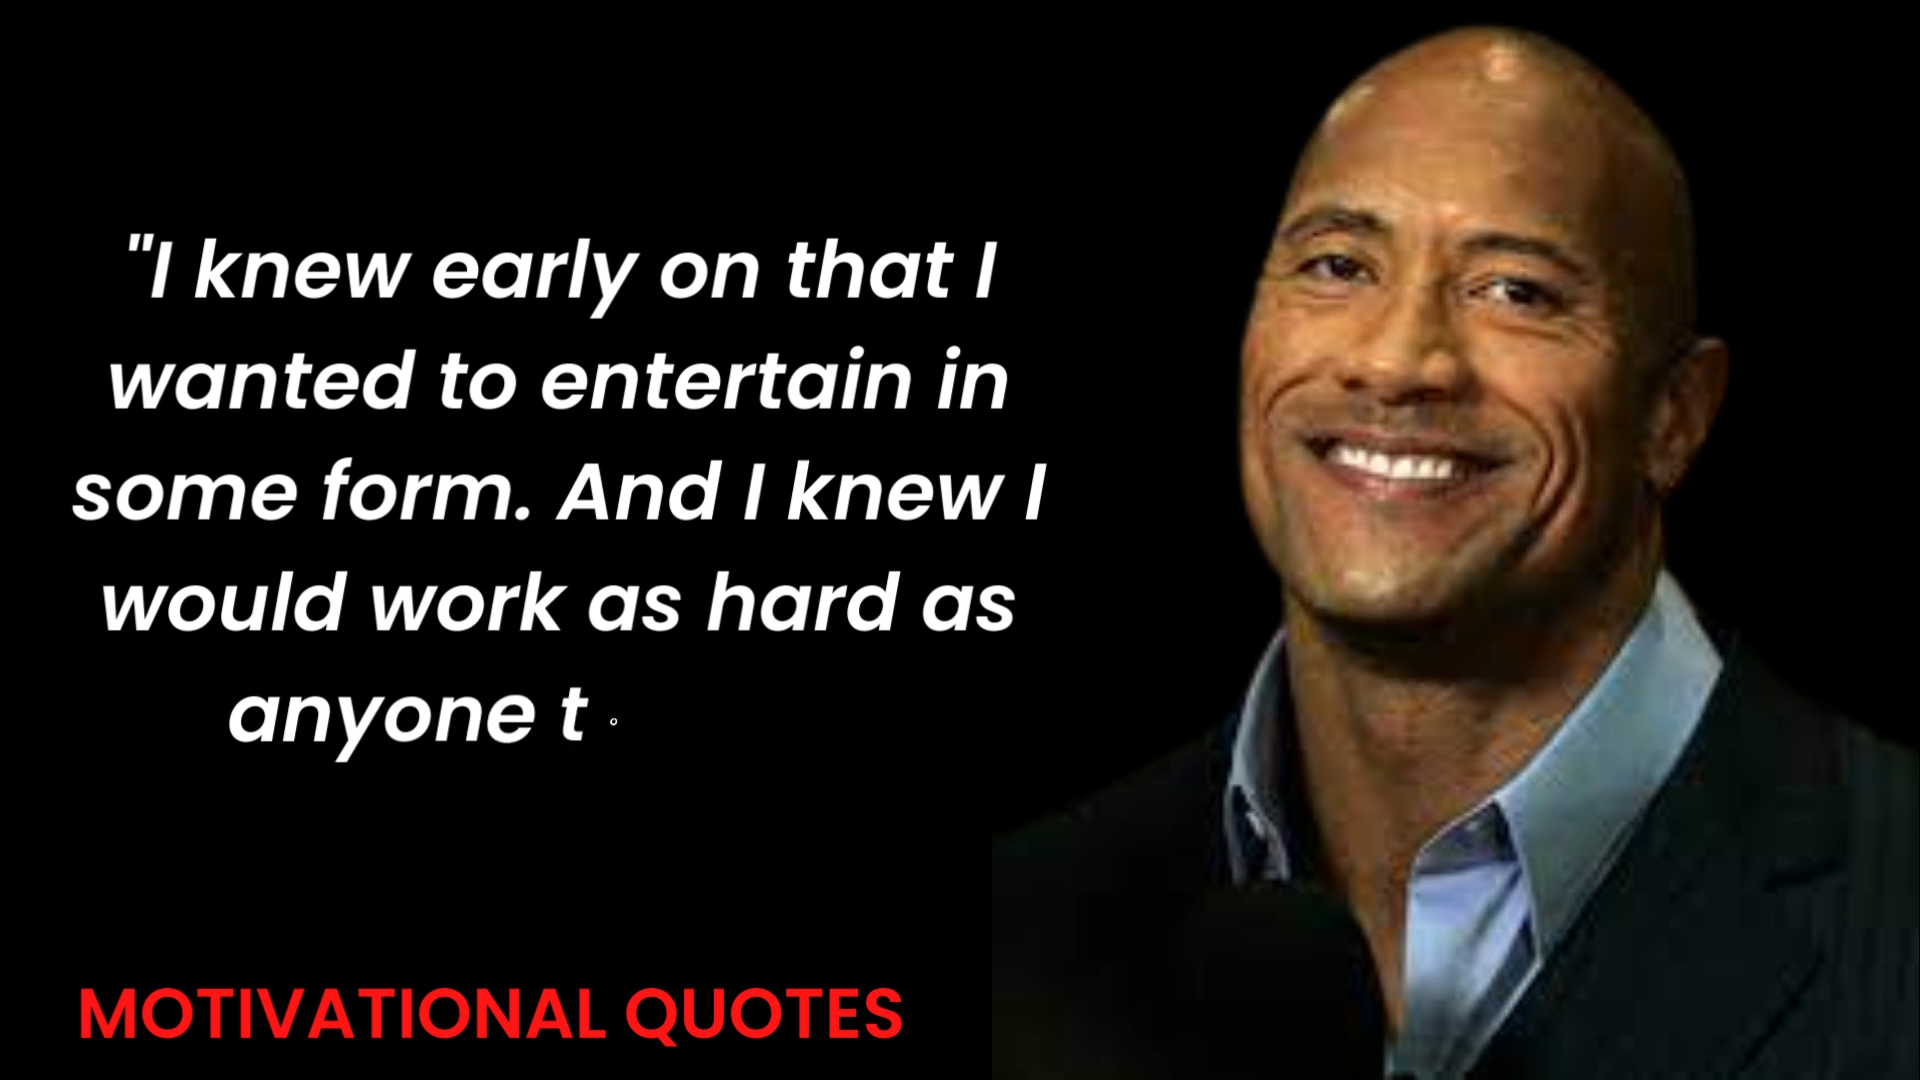 "I knew early on that I
wanted to entertain in
some form. And I knew I
would work as hard as
anyone t o
MOTIVATIONAL QUOTES